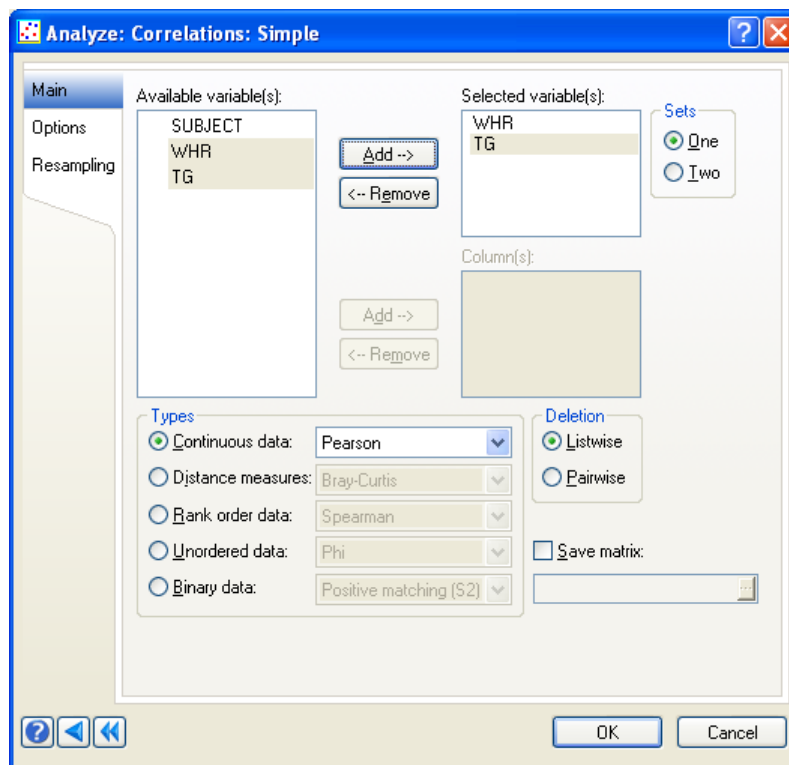 Analyze: Correlations: Simple
Main
Options
Resampling
Available variable(s):
SUBJECT
WHR
TG
Add -->
<-- Remove
Selected variable(s):
WHR
TG
Sets
One
Two
Column(s):
Add -->
<-- Remove
Types
Continuous data: Pearson
Distance measures: Bray-Curtis
Rank order data: Spearman
Unordered data: Phi
Binary data: Positive matching (S2)
Deletion
Listwise
Pairwise
Save matrix:
...
?
OK
Cancel